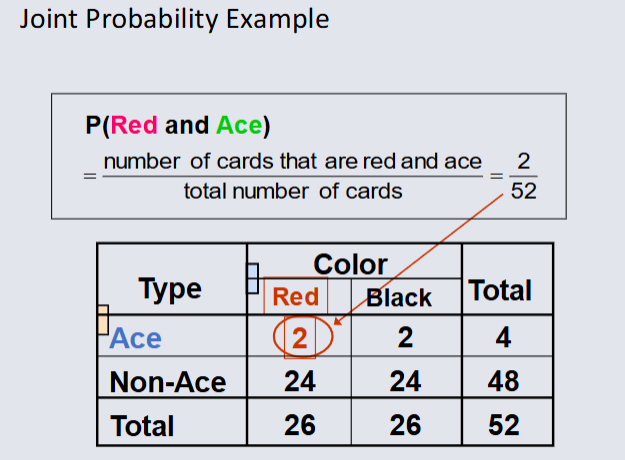 Joint Probability Example
P(Red and Ace)
= number of cards that are red and ace / total number of cards = 2 / 52
Type Color Total
Red Black
Ace 2 2 4
Non-Ace 24 24 48
Total 26 26 52